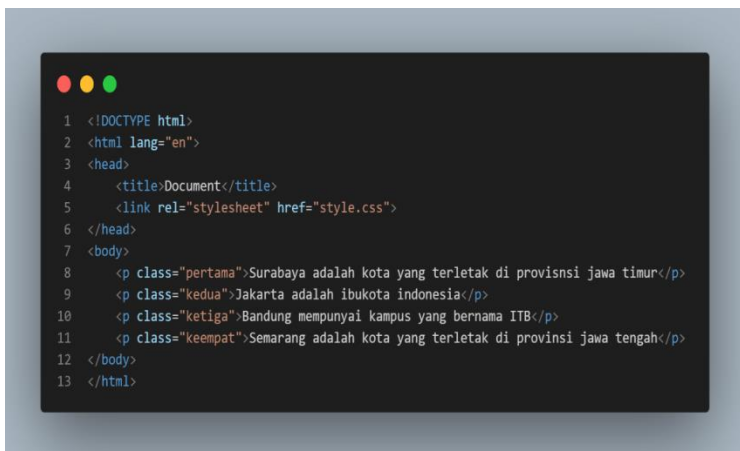 1 <!DOCTYPE html>
2 <html lang="en">
3 <head>
4     <title>Document</title>
5     <link rel="stylesheet" href="style.css">
6 </head>
7 <body>
8     <p class="pertama">Surabaya adalah kota yang terletak di provisnsi jawa timur</p>
9     <p class="kedua">Jakarta adalah ibukota indonesia</p>
10     <p class="ketiga">Bandung mempunyai kampus yang bernama ITB</p>
11     <p class="keempat">Semarang adalah kota yang terletak di provinsi jawa tengah</p>
12 </body>
13 </html>